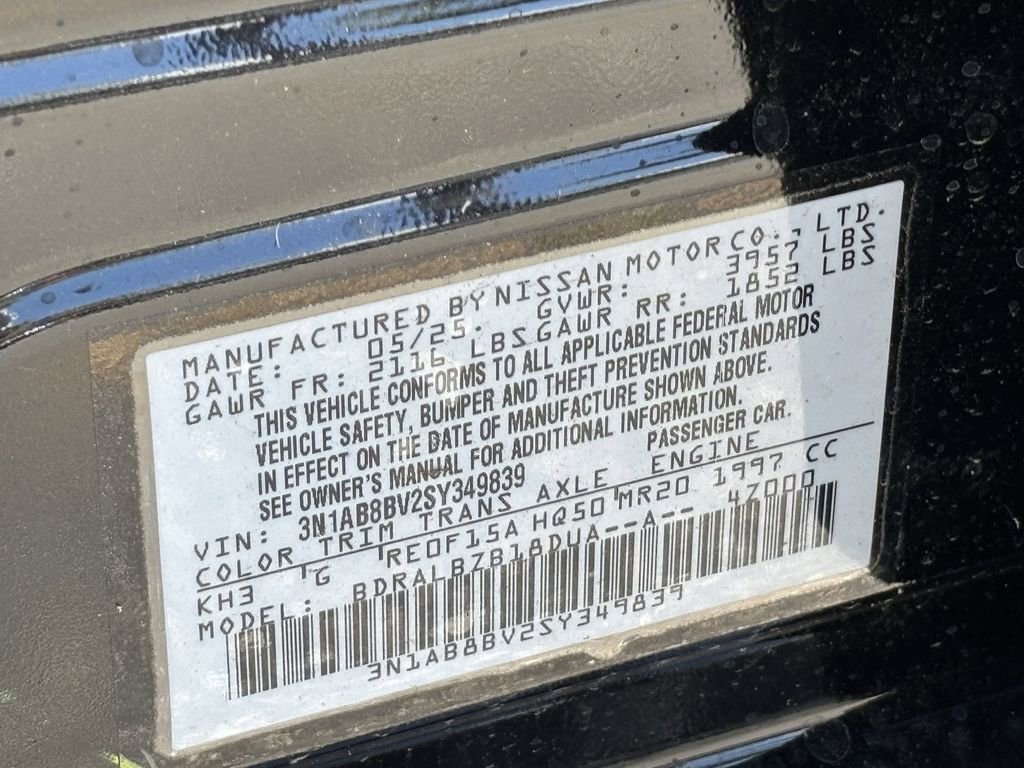 MANUFACTURED BY NISSAN MOTOR CO., LTD.
DATE: 05/25. GVWR: 3957 LBS
GAWR FR: 2116 LBS GAWR RR: 1852 LBS
THIS VEHICLE CONFORMS TO ALL APPLICABLE FEDERAL MOTOR
VEHICLE SAFETY, BUMPER AND THEFT PREVENTION STANDARDS
IN EFFECT ON THE DATE OF MANUFACTURE SHOWN ABOVE.
SEE OWNER'S MANUAL FOR ADDITIONAL INFORMATION.
VIN: 3N1AB8BV2SY349839 PASSENGER CAR.
COLOR TRIM TRANS AXLE ENGINE
KH3 G RE0F15A HQ50 MR20 1997 CC
MODEL: BDRALBZB18DUA--A-- 47000
3N1AB8BV2SY349839